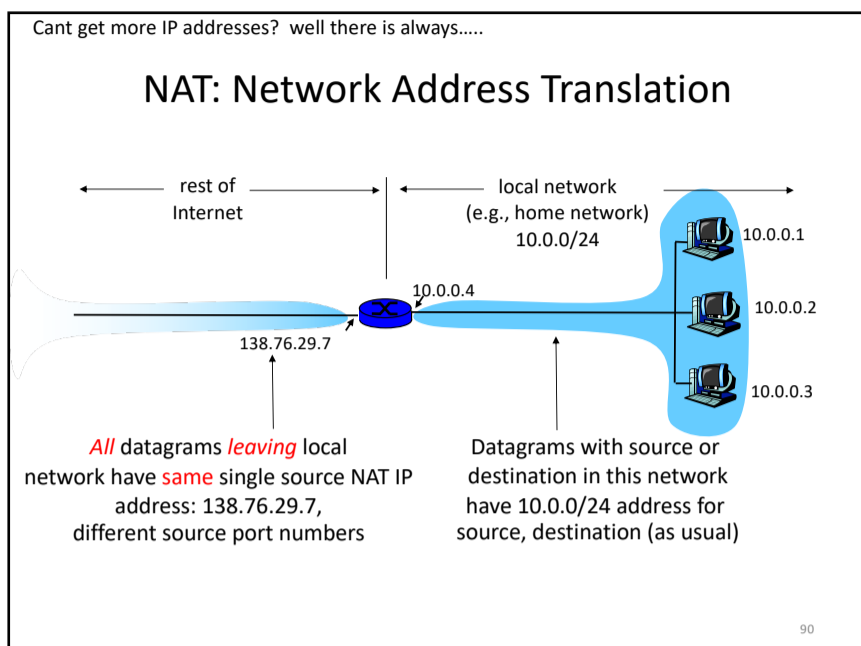 Cant get more IP addresses?  well there is always…..
NAT: Network Address Translation
rest of
Internet
local network
(e.g., home network)
10.0.0/24
10.0.0.1
10.0.0.4
10.0.0.2
138.76.29.7
10.0.0.3
All datagrams leaving local
network have same single source NAT IP
address: 138.76.29.7,
different source port numbers
Datagrams with source or
destination in this network
have 10.0.0/24 address for
source, destination (as usual)
90